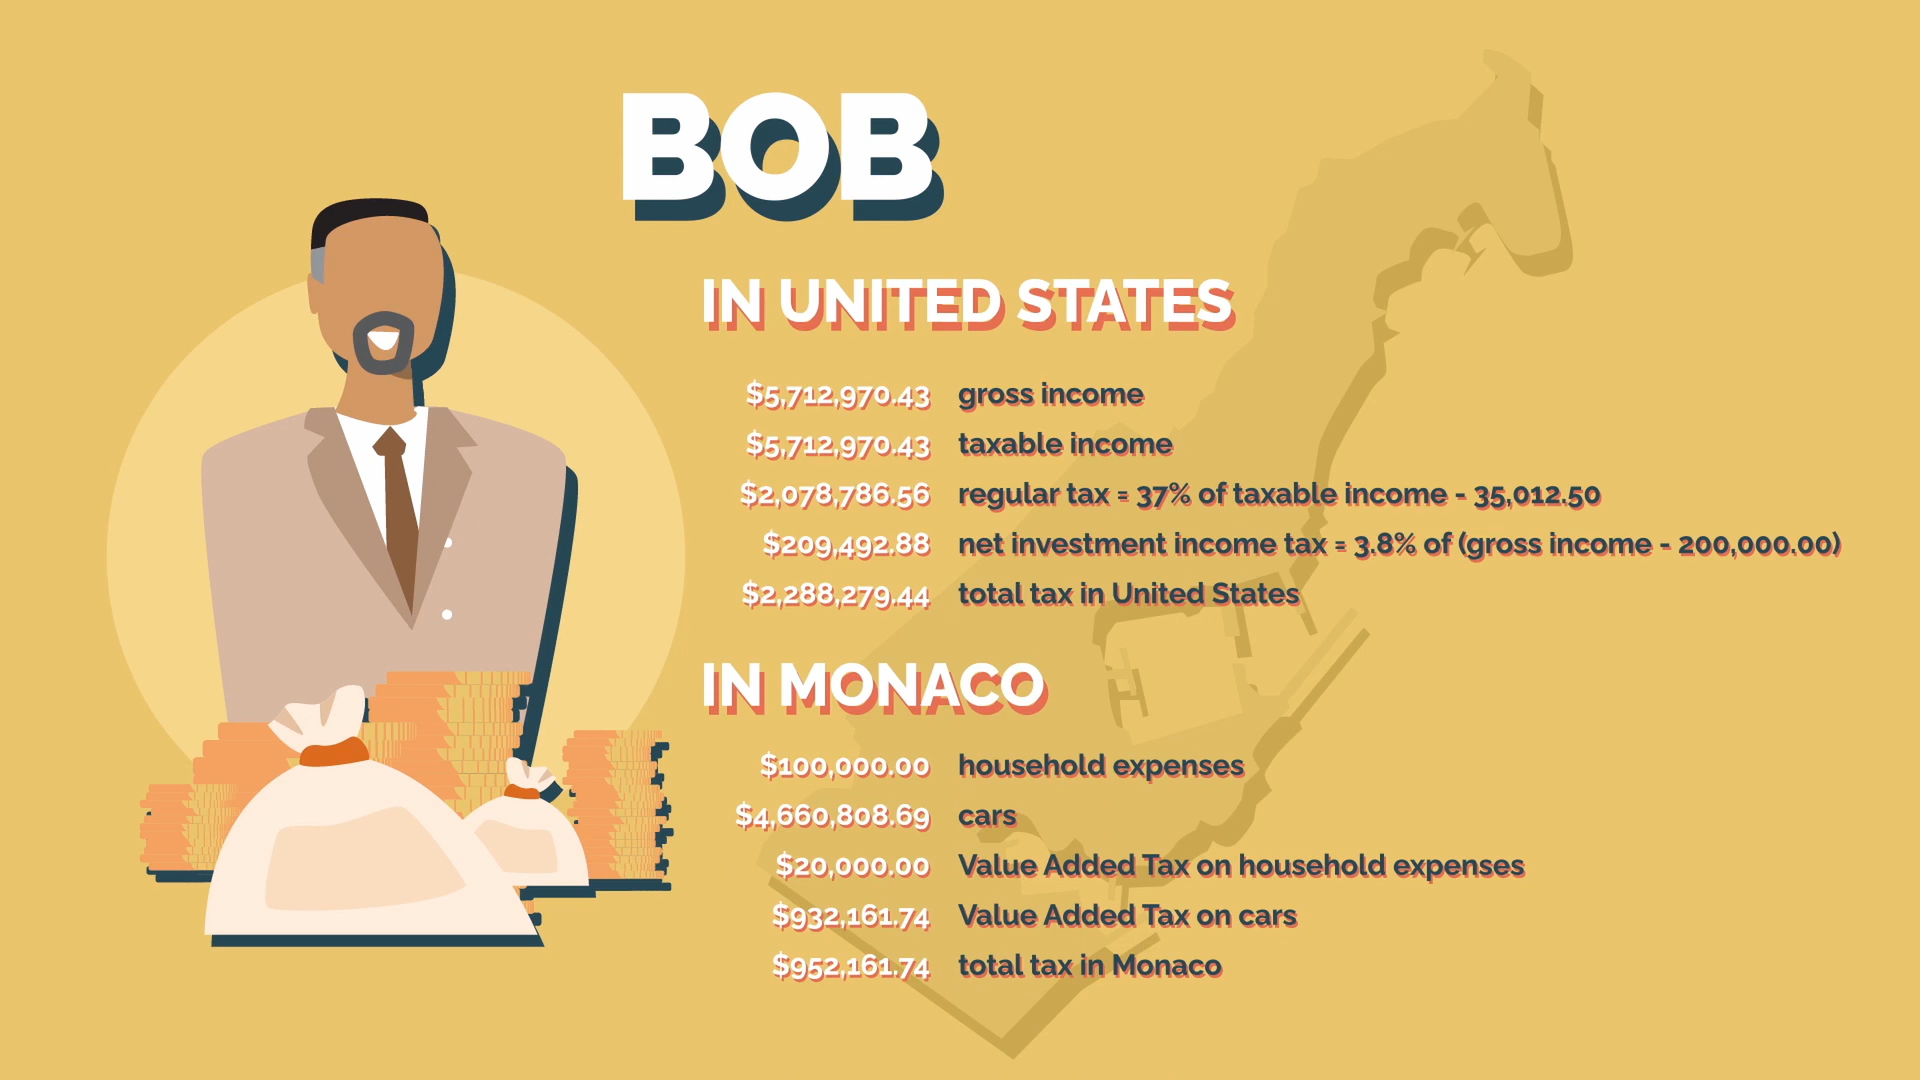 BOB
IN UNITED STATES
$5,712,970.43 gross income
$5,712,970.43 taxable income
$2,078,786.56 regular tax = 37% of taxable income - 35,012.50
$209,492.88 net investment income tax = 3.8% of (gross income - 200,000.00)
$2,288,279.44 total tax in United States
IN MONACO
$100,000.00 household expenses
$4,660,808.69 cars
$20,000.00 Value Added Tax on household expenses
$932,161.74 Value Added Tax on cars
$952,161.74 total tax in Monaco